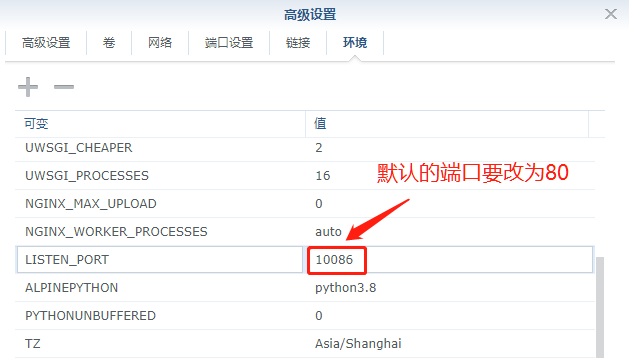 高级设置
高级设置 卷 网络 端口设置 链接 环境
可变 值
UWSGI_CHEAPER 2
UWSGI_PROCESSES 16
默认的端口要改为80
NGINX_MAX_UPLOAD 0
NGINX_WORKER_PROCESSES auto
LISTEN_PORT 10086
ALPINEPYTHON python3.8
PYTHONUNBUFFERED 0
TZ Asia/Shanghai